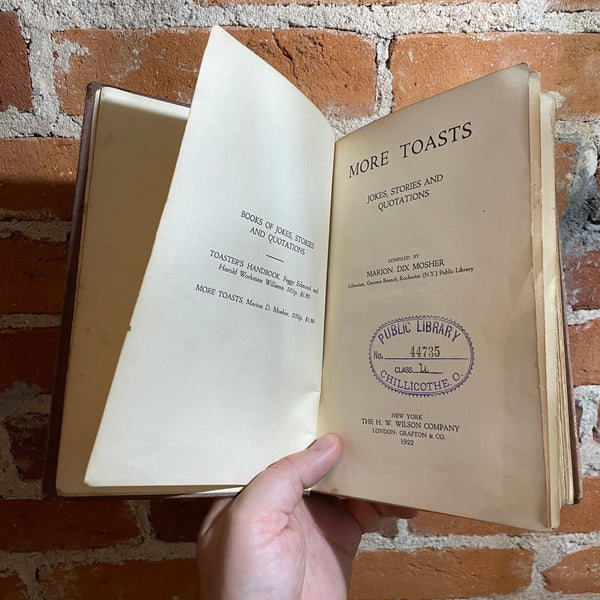 BOOKS OF JOKES, STORIES
AND QUOTATIONS
TOASTER'S HANDBOOK. Peggy Edmund and
Harold Workman Williams. 501p. $1.80
MORE TOASTS. Marion D. Mosher. 552p. $1.80
MORE TOASTS
JOKES, STORIES AND
QUOTATIONS
COMPILED BY
MARION DIX MOSHER
Librarian, Genesee Branch, Rochester (N.Y.) Public Library
PUBLIC LIBRARY
No. 44735
CLASS
CHILLICOTHE O.
NEW YORK
THE H. W. WILSON COMPANY
LONDON: GRAFTON & CO.
1922